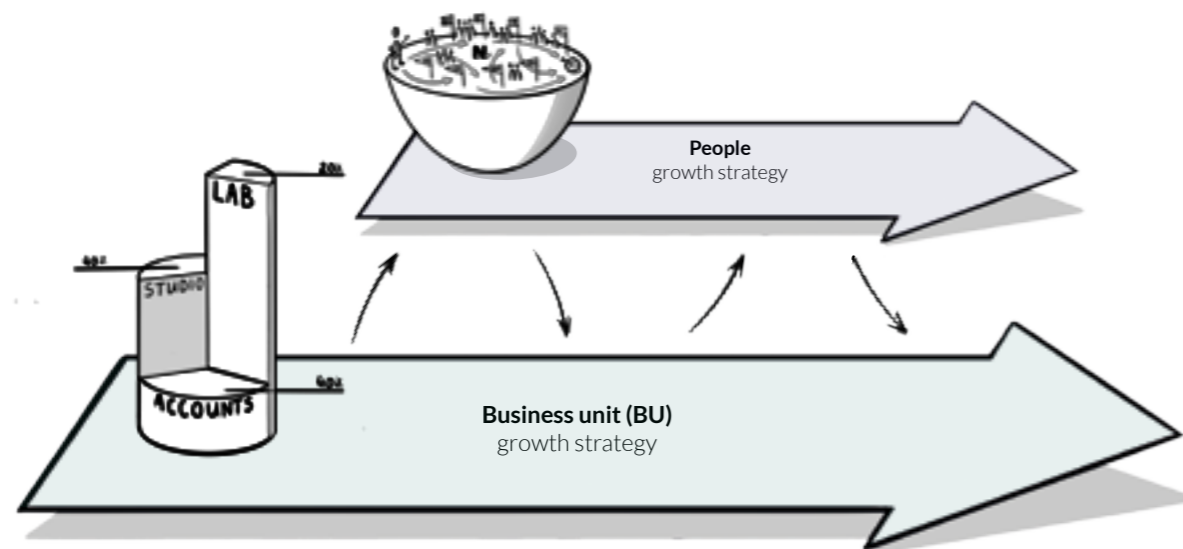 N
People
growth strategy
20%
LAB
40%
STUDIO
40%
ACCOUNTS
Business unit (BU)
growth strategy